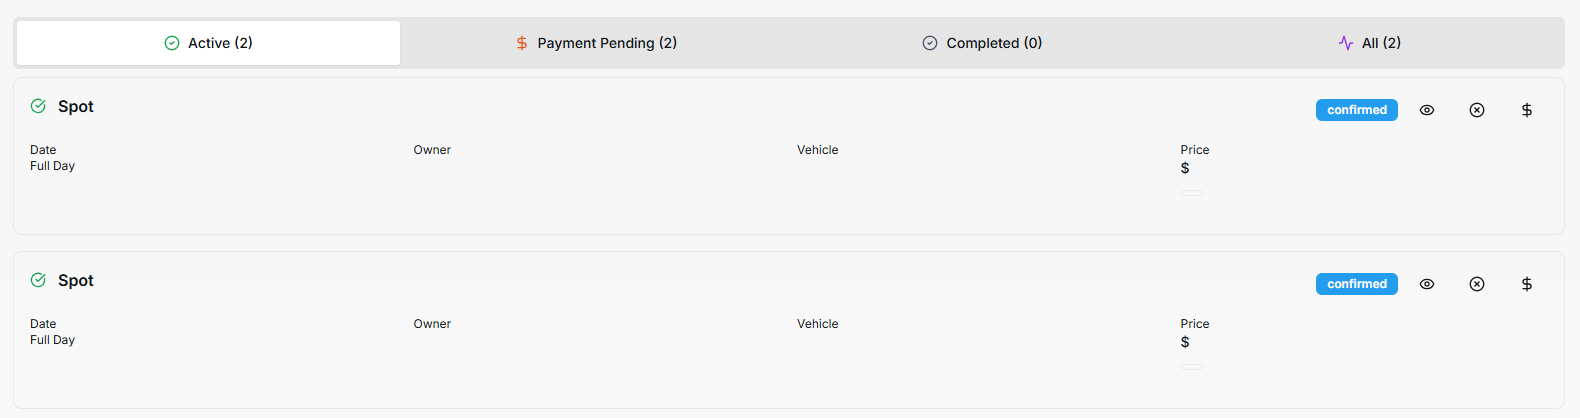 Active (2)
Payment Pending (2)
Completed (0)
All (2)
Spot
confirmed
Date
Full Day
Owner
Vehicle
Price
$
Spot
confirmed
Date
Full Day
Owner
Vehicle
Price
$